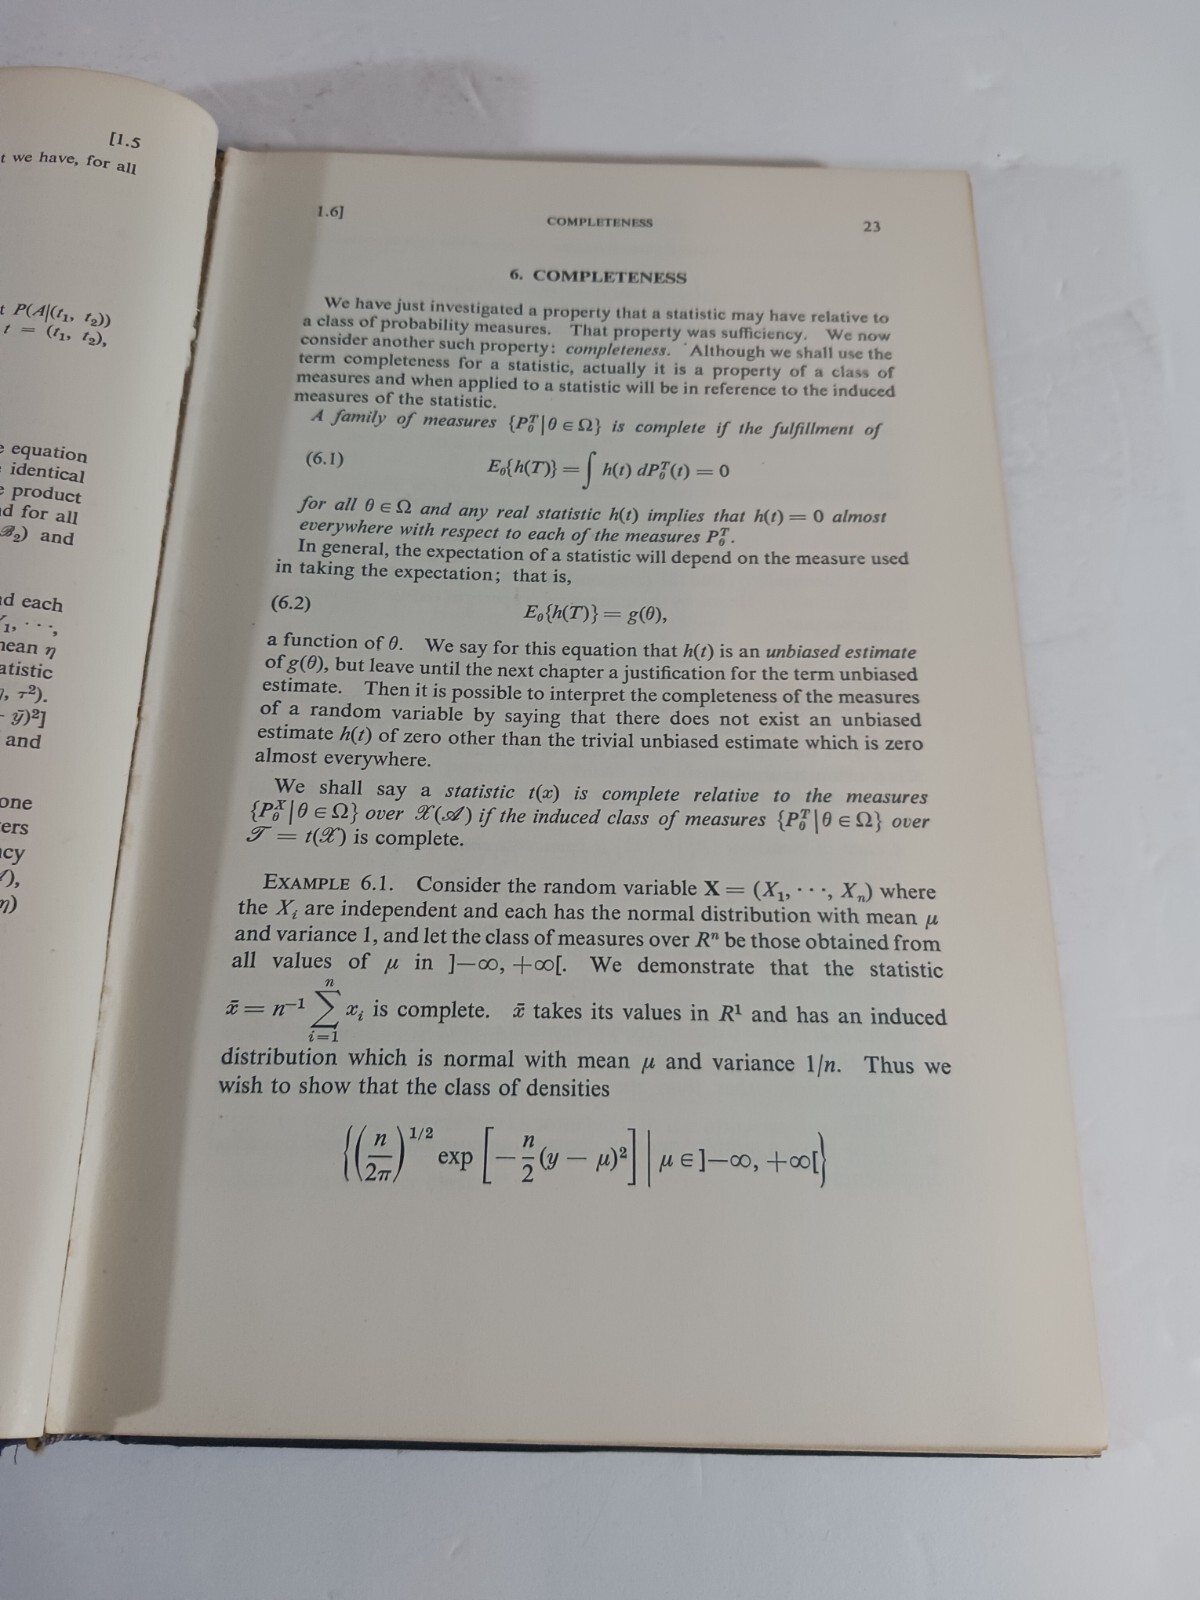 [1.5
t we have, for all
t P(A|(t₁, t₂))
t = (t₁, t₂),
equation
identical
product
d for all
ℬ₂) and
d each
₁, · · ·,
mean η
atistic
, τ²).
– ȳ)²]
and
one
ers
cy
),
η)
1.6] COMPLETENESS 23
6. COMPLETENESS
We have just investigated a property that a statistic may have relative to
a class of probability measures. That property was sufficiency. We now
consider another such property: completeness. Although we shall use the
term completeness for a statistic, actually it is a property of a class of
measures and when applied to a statistic will be in reference to the induced
measures of the statistic.
A family of measures {P_θ^T | θ ∈ Ω} is complete if the fulfillment of
(6.1) E_θ{h(T)} = ∫ h(t) dP_θ^T(t) = 0
for all θ ∈ Ω and any real statistic h(t) implies that h(t) = 0 almost
everywhere with respect to each of the measures P_θ^T.
In general, the expectation of a statistic will depend on the measure used
in taking the expectation; that is,
(6.2) E_θ{h(T)} = g(θ),
a function of θ. We say for this equation that h(t) is an unbiased estimate
of g(θ), but leave until the next chapter a justification for the term unbiased
estimate. Then it is possible to interpret the completeness of the measures
of a random variable by saying that there does not exist an unbiased
estimate h(t) of zero other than the trivial unbiased estimate which is zero
almost everywhere.
We shall say a statistic t(x) is complete relative to the measures
{P_θ^X | θ ∈ Ω} over 𝒳(𝒜) if the induced class of measures {P_θ^T | θ ∈ Ω} over
𝒯 = t(𝒳) is complete.
EXAMPLE 6.1. Consider the random variable X = (X₁, · · ·, Xₙ) where
the Xᵢ are independent and each has the normal distribution with mean μ
and variance 1, and let the class of measures over Rⁿ be those obtained from
all values of μ in ]−∞, +∞[. We demonstrate that the statistic
x̄ = n⁻¹ ∑_{i=1}^{n} xᵢ is complete. x̄ takes its values in R¹ and has an induced
distribution which is normal with mean μ and variance 1/n. Thus we
wish to show that the class of densities
{(n/2π)^{1/2} exp [−n/2 (y − μ)²] | μ ∈ ]−∞, +∞[}